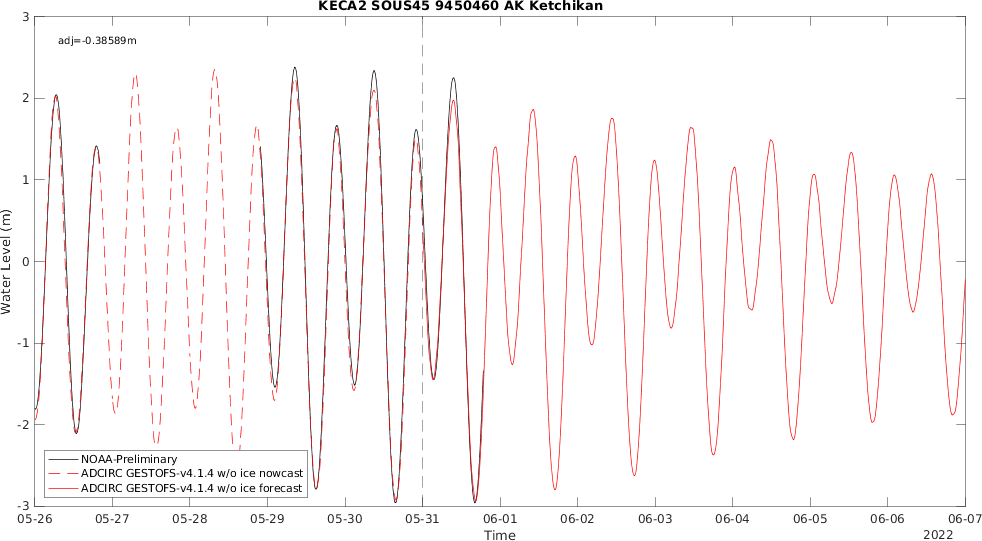 KECA2 SOUS45 9450460 AK Ketchikan
adj=-0.38589m
3
2
1
0
-1
-2
-3
Water Level (m)
NOAA-Preliminary
ADCIRC GESTOFS-v4.1.4 w/o ice nowcast
ADCIRC GESTOFS-v4.1.4 w/o ice forecast
05-26 05-27 05-28 05-29 05-30 05-31 06-01 06-02 06-03 06-04 06-05 06-06 06-07
Time
2022